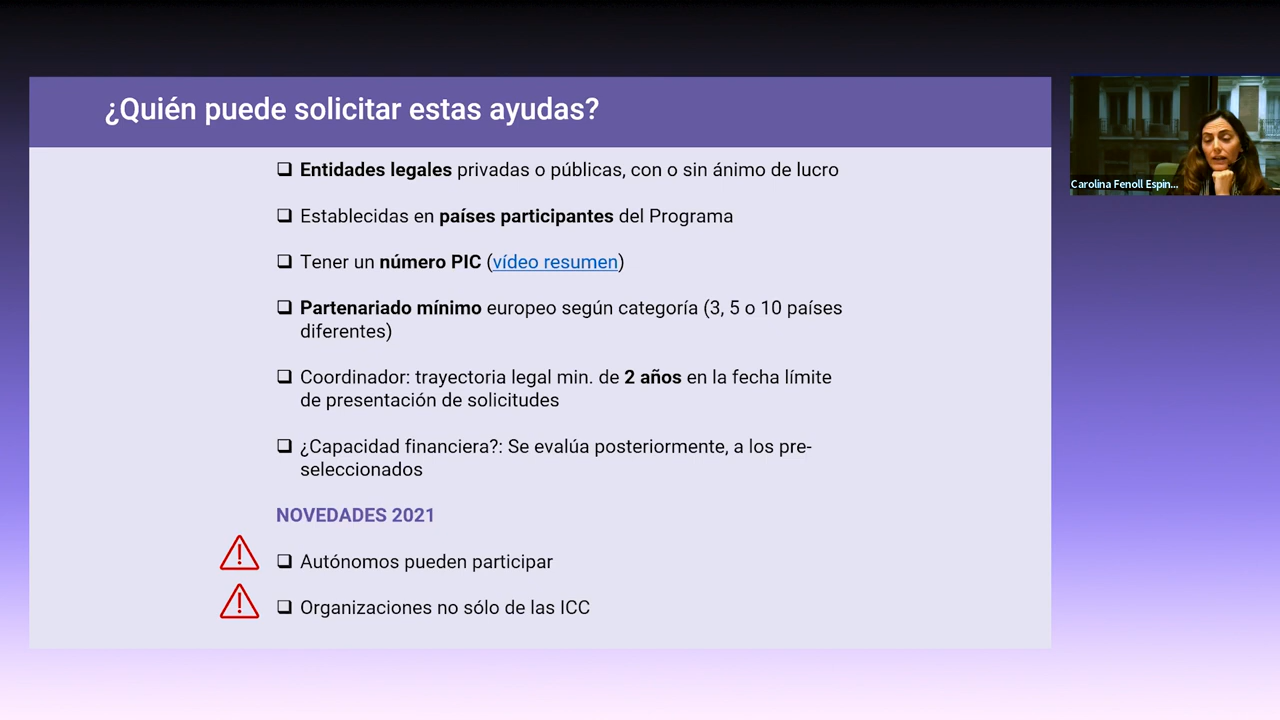 ¿Quién puede solicitar estas ayudas?
❑ Entidades legales privadas o públicas, con o sin ánimo de lucro
❑ Establecidas en países participantes del Programa
❑ Tener un número PIC (vídeo resumen)
❑ Partenariado mínimo europeo según categoría (3, 5 o 10 países
diferentes)
❑ Coordinador: trayectoria legal min. de 2 años en la fecha límite
de presentación de solicitudes
❑ ¿Capacidad financiera?: Se evalúa posteriormente, a los pre-
seleccionados
NOVEDADES 2021
❑ Autónomos pueden participar
❑ Organizaciones no sólo de las ICC
Carolina Fenoll Espin...